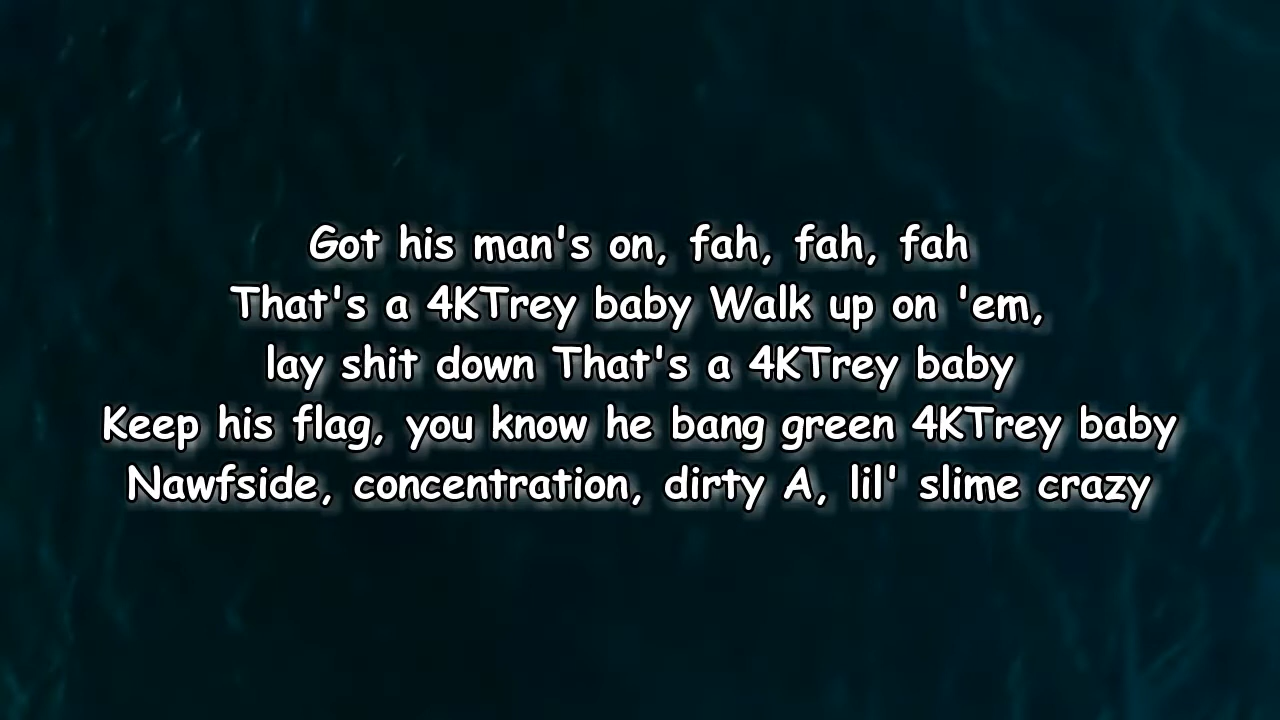 Got his man's on, fah, fah, fah
That's a 4KTrey baby Walk up on 'em,
lay shit down That's a 4KTrey baby
Keep his flag, you know he bang green 4KTrey baby
Nawfside, concentration, dirty A, lil' slime crazy